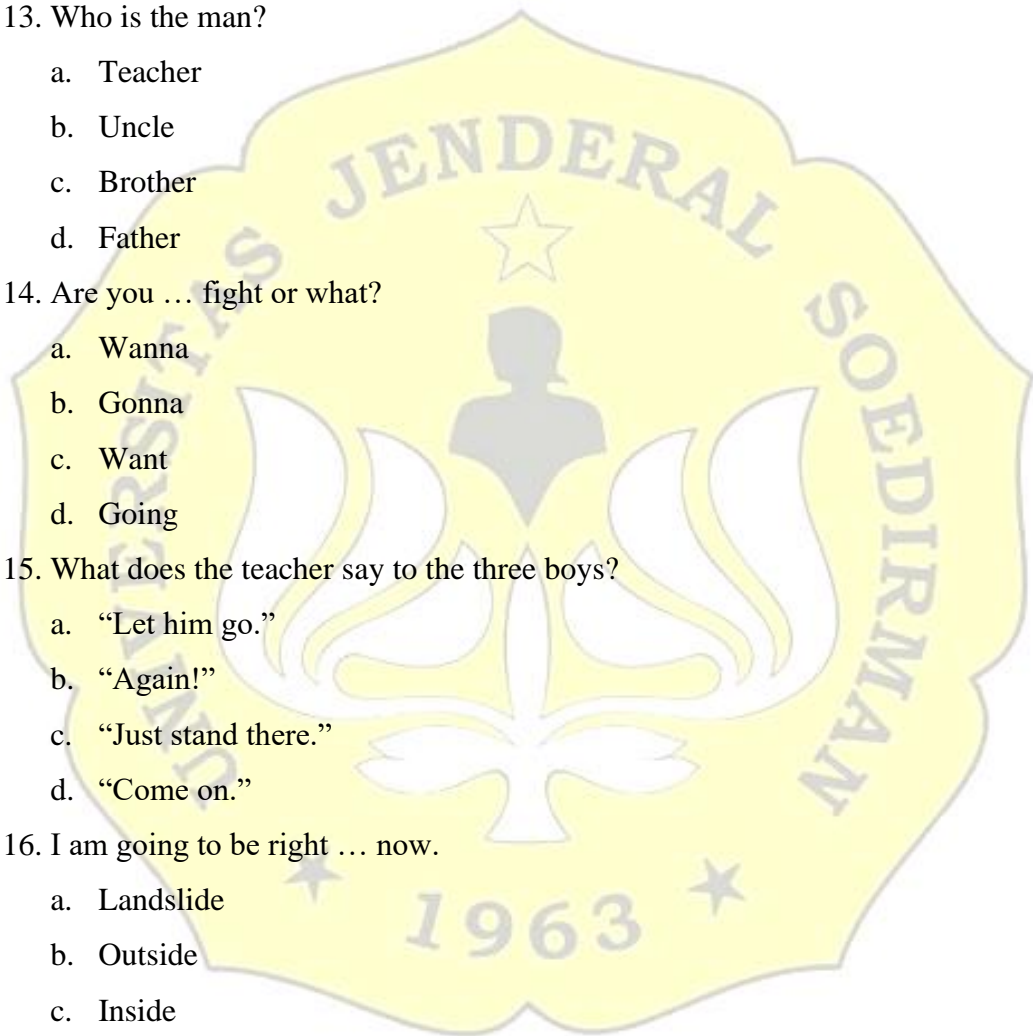 13. Who is the man?
a. Teacher
b. Uncle
c. Brother
d. Father
14. Are you … fight or what?
a. Wanna
b. Gonna
c. Want
d. Going
15. What does the teacher say to the three boys?
a. “Let him go.”
b. “Again!”
c. “Just stand there.”
d. “Come on.”
16. I am going to be right … now.
a. Landslide
b. Outside
c. Inside
UNIVERSITAS JENDERAL SOEDIRMAN
1963